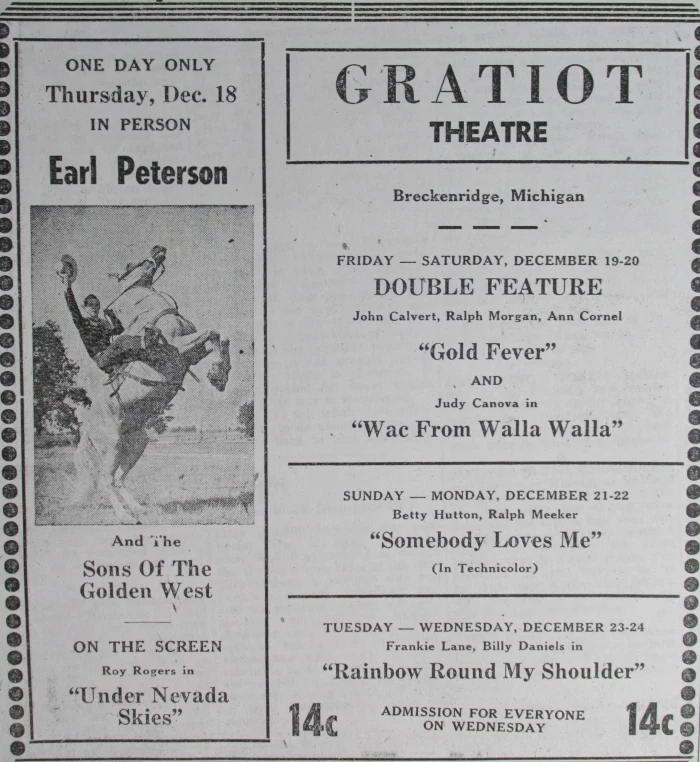 ONE DAY ONLY
Thursday, Dec. 18
IN PERSON
Earl Peterson
And The
Sons Of The
Golden West
ON THE SCREEN
Roy Rogers in
"Under Nevada
Skies"
GRATIOT
THEATRE
Breckenridge, Michigan
FRIDAY — SATURDAY, DECEMBER 19-20
DOUBLE FEATURE
John Calvert, Ralph Morgan, Ann Cornel
"Gold Fever"
AND
Judy Canova in
"Wac From Walla Walla"
SUNDAY — MONDAY, DECEMBER 21-22
Betty Hutton, Ralph Meeker
"Somebody Loves Me"
(In Technicolor)
TUESDAY — WEDNESDAY, DECEMBER 23-24
Frankie Lane, Billy Daniels in
"Rainbow Round My Shoulder"
14c ADMISSION FOR EVERYONE 14c
ON WEDNESDAY